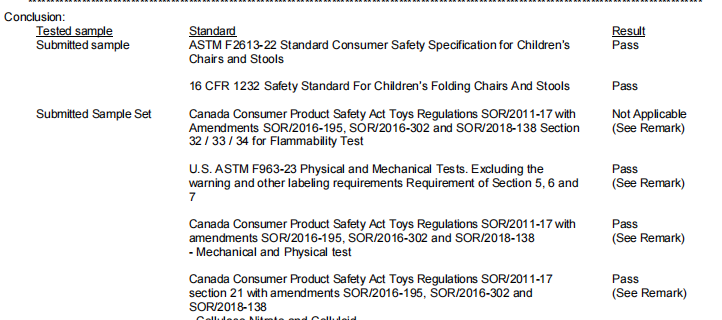 Conclusion:
Tested sample Standard Result
Submitted sample ASTM F2613-22 Standard Consumer Safety Specification for Children's Pass
Chairs and Stools
16 CFR 1232 Safety Standard For Children's Folding Chairs And Stools Pass
Submitted Sample Set Canada Consumer Product Safety Act Toys Regulations SOR/2011-17 with Not Applicable
Amendments SOR/2016-195, SOR/2016-302 and SOR/2018-138 Section (See Remark)
32 / 33 / 34 for Flammability Test
U.S. ASTM F963-23 Physical and Mechanical Tests. Excluding the Pass
warning and other labeling requirements Requirement of Section 5, 6 and (See Remark)
7
Canada Consumer Product Safety Act Toys Regulations SOR/2011-17 with Pass
amendments SOR/2016-195, SOR/2016-302 and SOR/2018-138 (See Remark)
- Mechanical and Physical test
Canada Consumer Product Safety Act Toys Regulations SOR/2011-17 Pass
section 21 with amendments SOR/2016-195, SOR/2016-302 and (See Remark)
SOR/2018-138
- Cellulose Nitrate and Celluloid